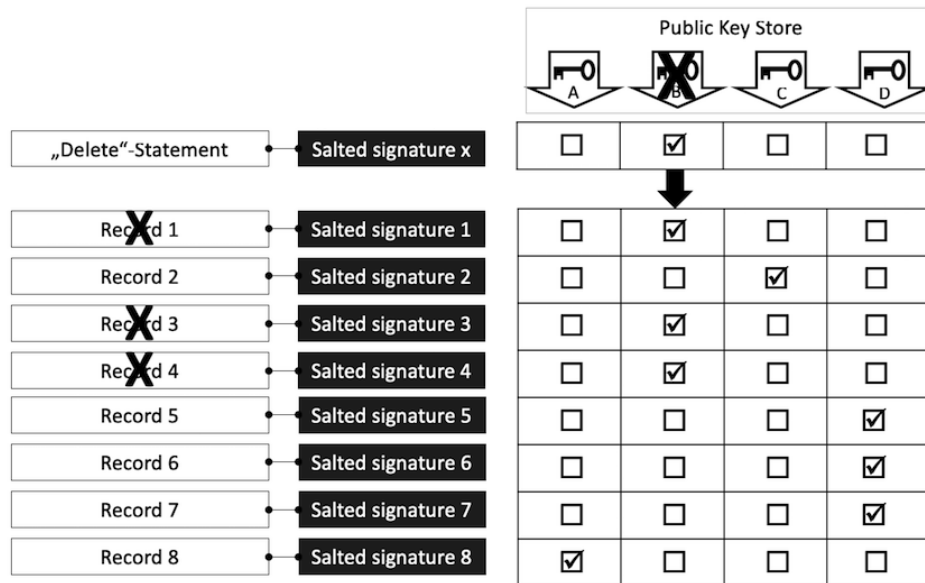 Public Key Store
A B C D
„Delete“-Statement Salted signature x
Record 1 Salted signature 1
Record 2 Salted signature 2
Record 3 Salted signature 3
Record 4 Salted signature 4
Record 5 Salted signature 5
Record 6 Salted signature 6
Record 7 Salted signature 7
Record 8 Salted signature 8